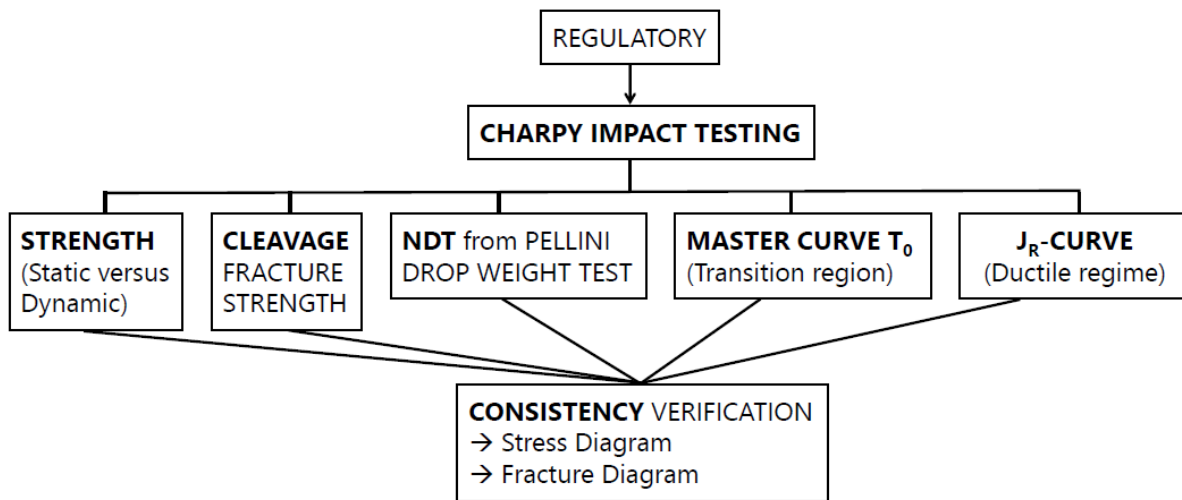 REGULATORY
CHARPY IMPACT TESTING
STRENGTH
(Static versus
Dynamic)
CLEAVAGE
FRACTURE
STRENGTH
NDT from PELLINI
DROP WEIGHT TEST
MASTER CURVE T₀
(Transition region)
J_R-CURVE
(Ductile regime)
CONSISTENCY VERIFICATION
→ Stress Diagram
→ Fracture Diagram